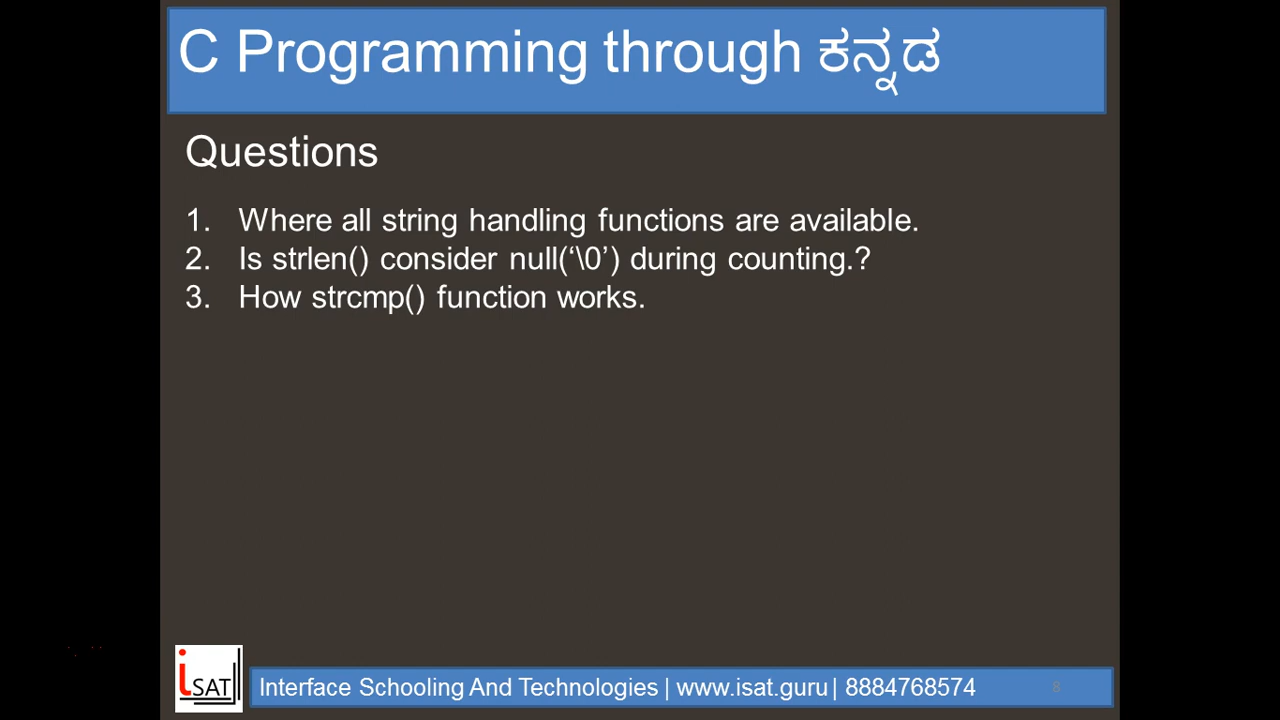 C Programming through ಕನ್ನಡ
Questions
1. Where all string handling functions are available.
2. Is strlen() consider null(‘\0’) during counting.?
3. How strcmp() function works.
iSAT
Interface Schooling And Technologies | www.isat.guru | 8884768574
8